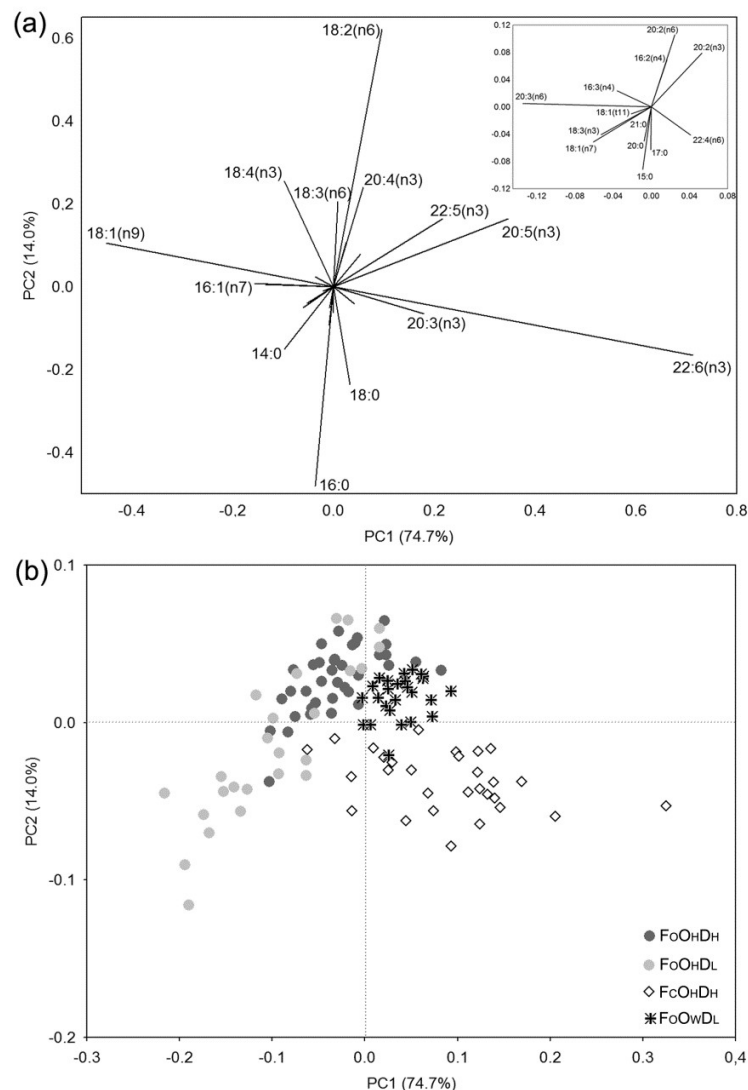 (a)
0.6
0.4
0.2
0.0
-0.2
-0.4
PC2 (14.0%)
18:2(n6)
18:4(n3)
18:3(n6)
20:4(n3)
22:5(n3)
20:5(n3)
18:1(n9)
16:1(n7)
20:3(n3)
14:0
22:6(n3)
18:0
16:0
0.12
0.08
0.04
0.00
-0.04
-0.08
-0.12
20:2(n6)
16:2(n4)
20:2(n3)
16:3(n4)
20:3(n6)
18:1(t11)
21:0
18:3(n3)
22:4(n6)
18:1(n7)
20:0
17:0
15:0
-0.12 -0.08 -0.04 0.00 0.04 0.08 0.12
-0.4 -0.2 0.0 0.2 0.4 0.6 0.8
PC1 (74.7%)
(b)
0.1
0.0
-0.1
-0.2
PC2 (14.0%)
FOOHDH
FOOHDL
FCOHDH
FOOWDL
-0.3 -0.2 -0.1 0.0 0.1 0.2 0.3 0,4
PC1 (74.7%)